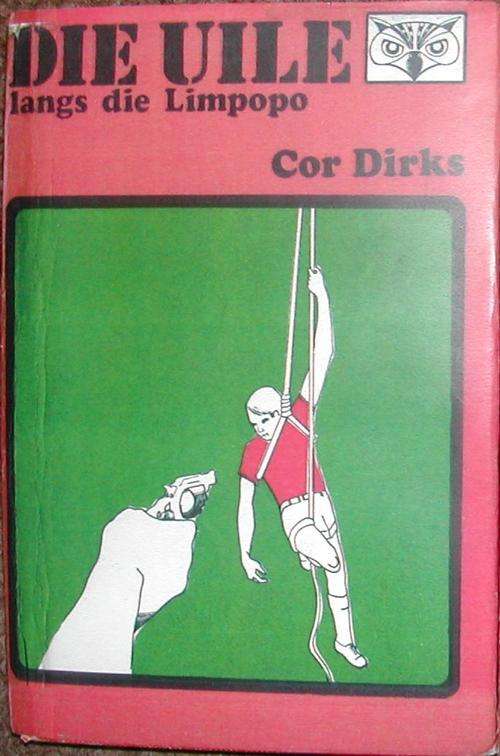 DIE UILE
langs die Limpopo
Cor Dirks